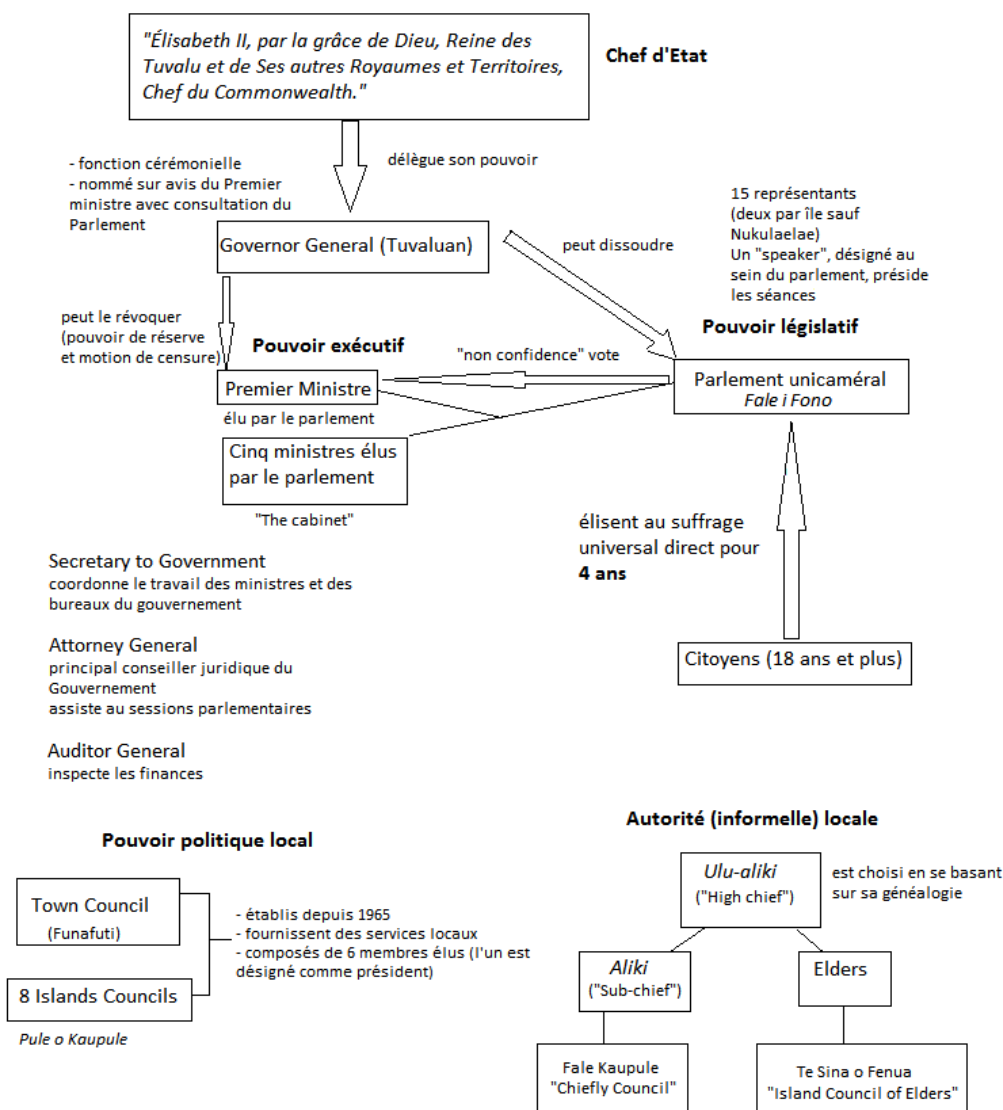 "Élisabeth II, par la grâce de Dieu, Reine des
Tuvalu et de Ses autres Royaumes et Territoires,
Chef du Commonwealth."
Chef d'Etat
- fonction cérémonielle
- nommé sur avis du Premier
ministre avec consultation du
Parlement
délègue son pouvoir
15 représentants
(deux par île sauf
Nukulaelae)
Un "speaker", désigné au
sein du parlement, préside
les séances
Governor General (Tuvaluan)
peut dissoudre
peut le révoquer
(pouvoir de réserve
et motion de censure)
Pouvoir exécutif
"non confidence" vote
Pouvoir législatif
Premier Ministre
élu par le parlement
Parlement unicaméral
Fale i Fono
Cinq ministres élus
par le parlement
"The cabinet"
élisent au suffrage
universal direct pour
4 ans
Secretary to Government
coordonne le travail des ministres et des
bureaux du gouvernement
Attorney General
principal conseiller juridique du
Gouvernement
assiste au sessions parlementaires
Citoyens (18 ans et plus)
Auditor General
inspecte les finances
Pouvoir politique local
Town Council
(Funafuti)
8 Islands Councils
Pule o Kaupule
- établis depuis 1965
- fournissent des services locaux
- composés de 6 membres élus (l'un est
désigné comme président)
Autorité (informelle) locale
Ulu-aliki
("High chief")
est choisi en se basant
sur sa généalogie
Aliki
("Sub-chief")
Elders
Fale Kaupule
"Chiefly Council"
Te Sina o Fenua
"Island Council of Elders"